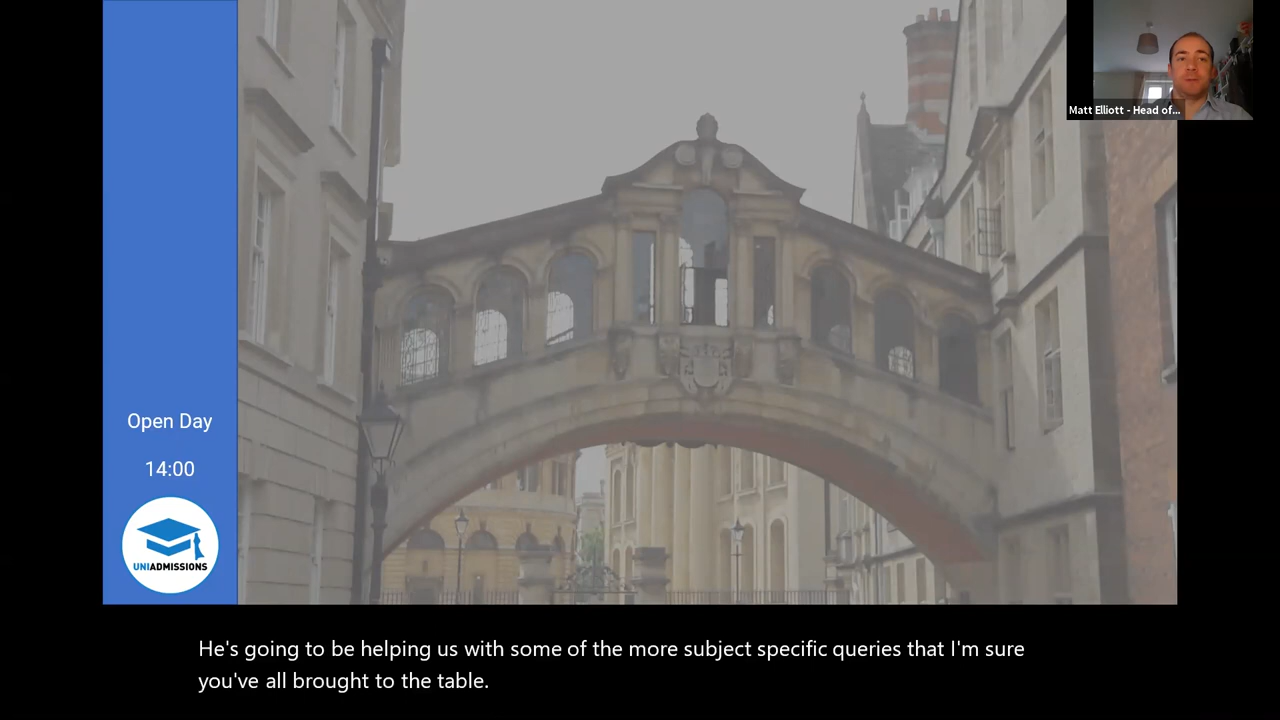 Matt Elliott - Head of...
Open Day
14:00
UNIADMISSIONS
He's going to be helping us with some of the more subject specific queries that I'm sure
you've all brought to the table.